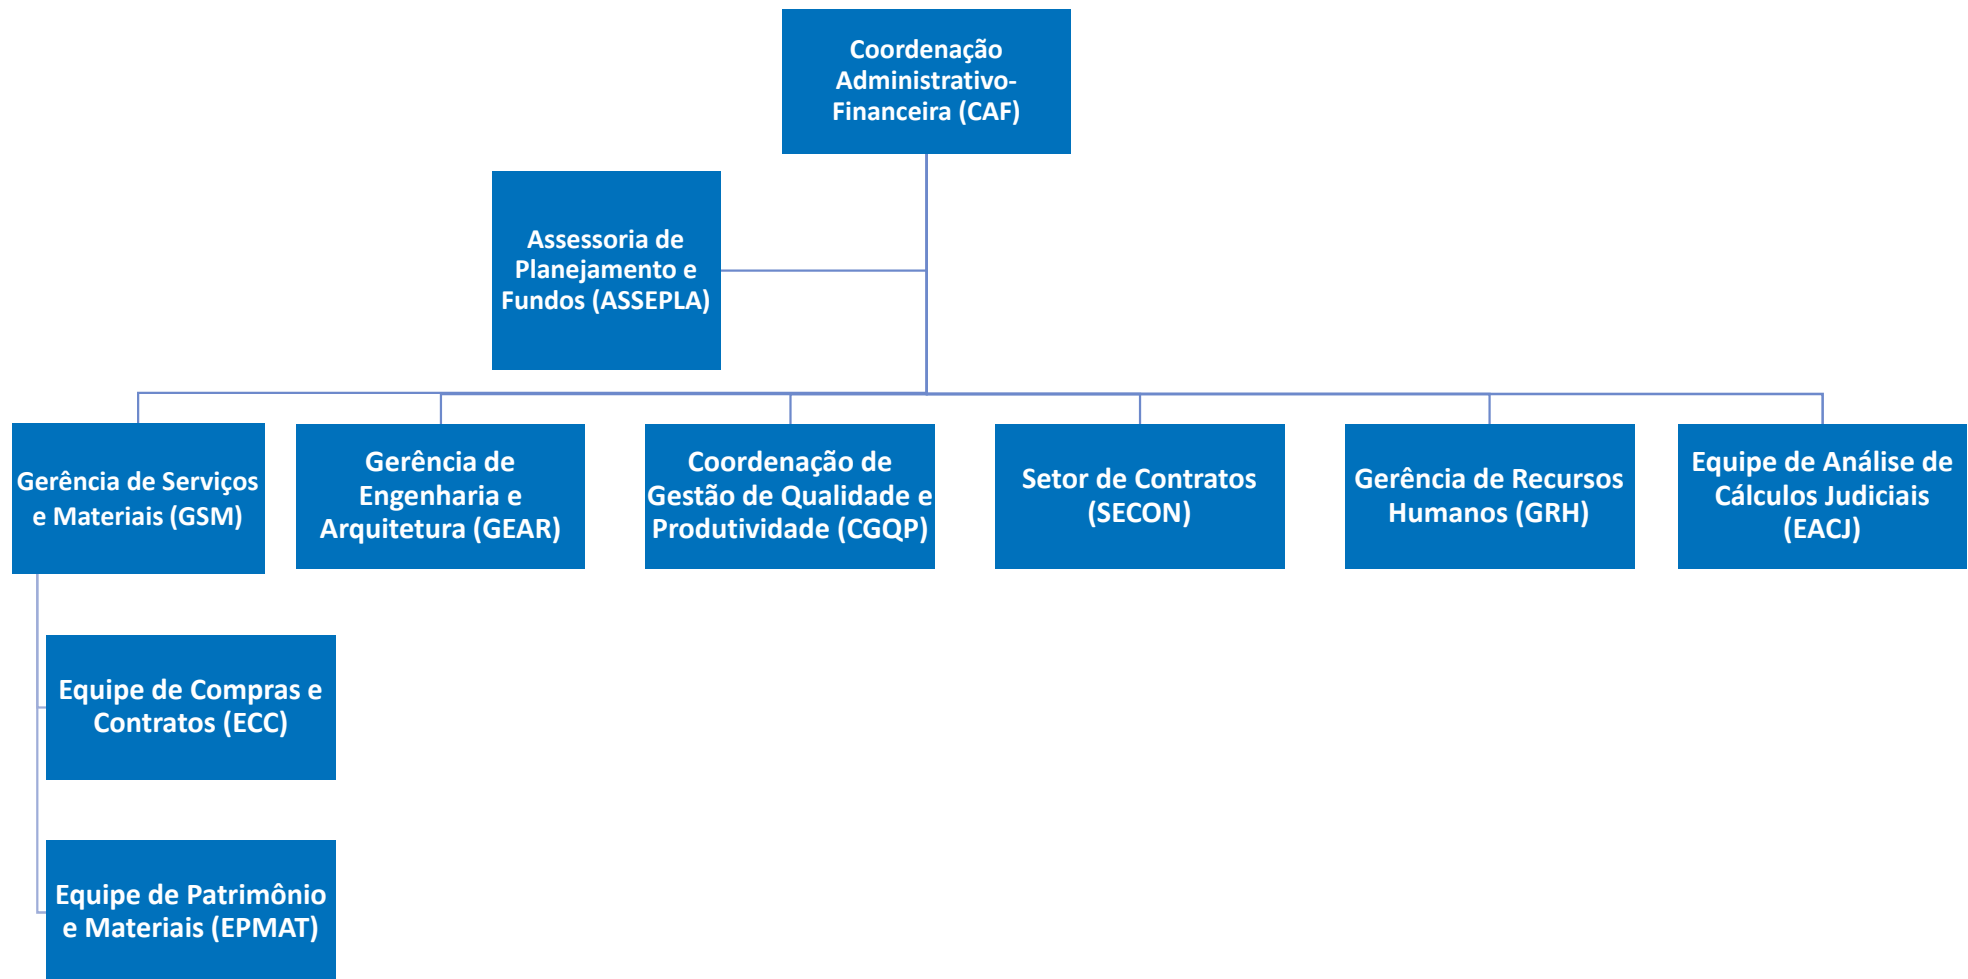 Coordenação
Administrativo-
Financeira (CAF)
Assessoria de
Planejamento e
Fundos (ASSEPLA)
Gerência de Serviços
e Materiais (GSM)
Gerência de
Engenharia e
Arquitetura (GEAR)
Coordenação de
Gestão de Qualidade e
Produtividade (CGQP)
Setor de Contratos
(SECON)
Gerência de Recursos
Humanos (GRH)
Equipe de Análise de
Cálculos Judiciais
(EACJ)
Equipe de Compras e
Contratos (ECC)
Equipe de Patrimônio
e Materiais (EPMAT)